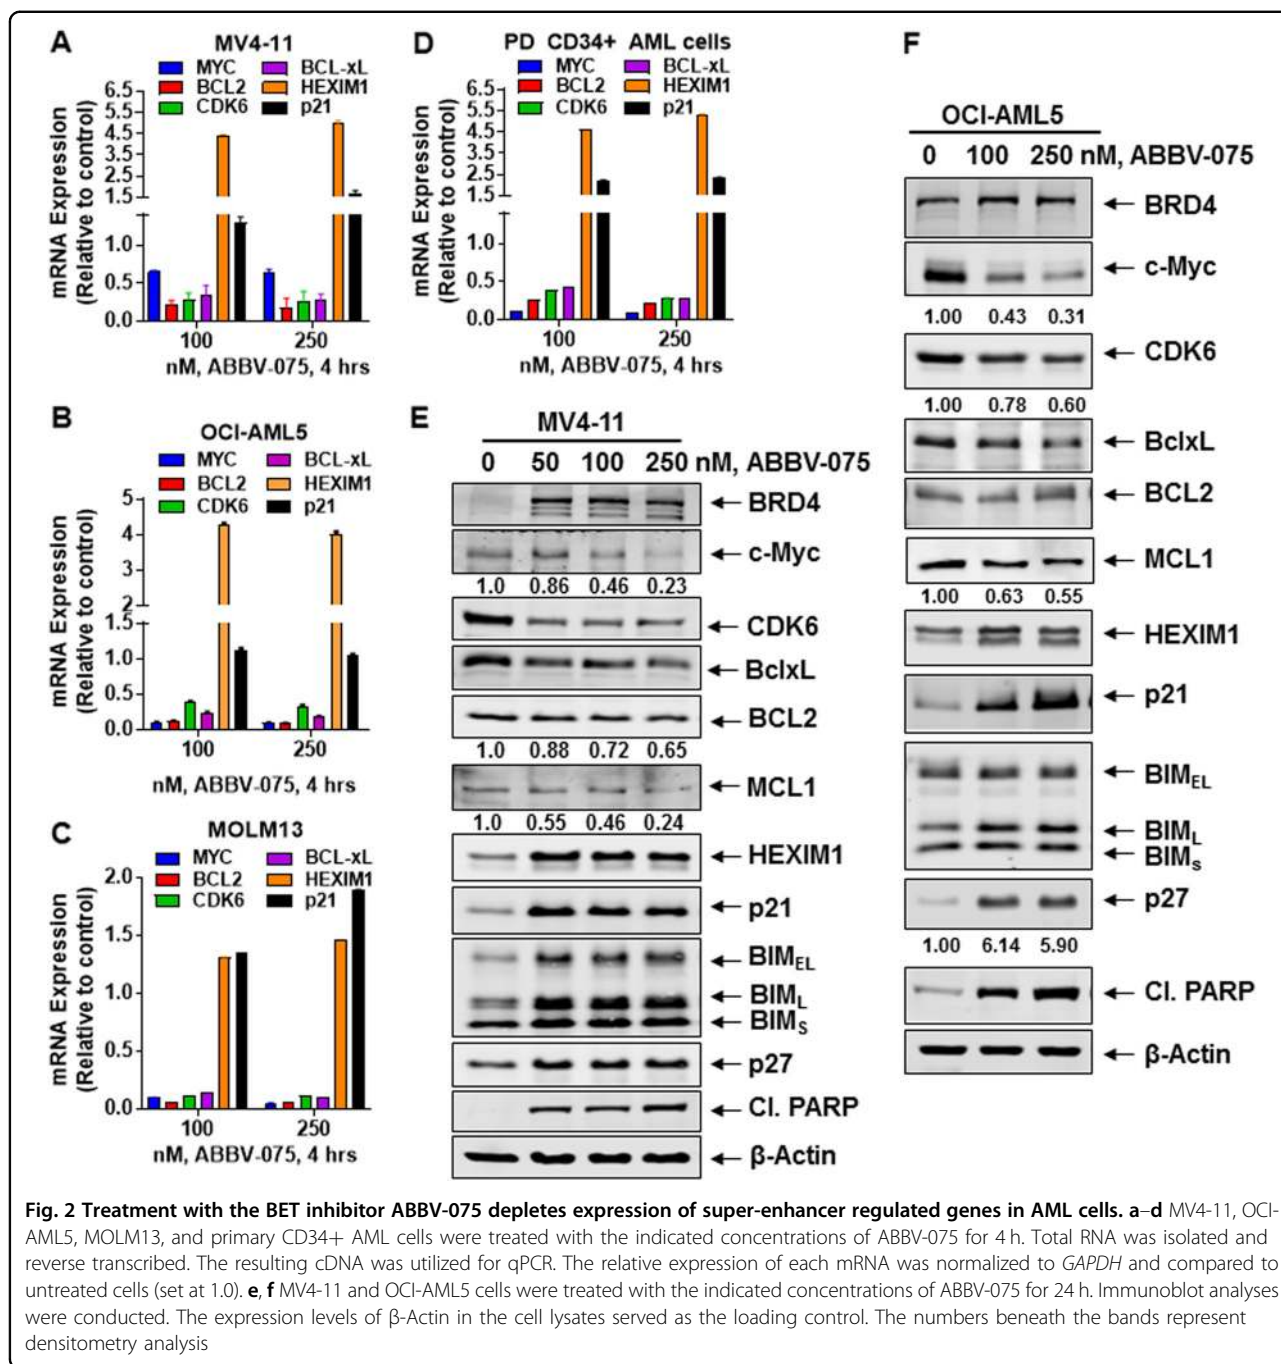 A
MV4-11
MYC
BCL-xL
BCL2
HEXIM1
CDK6
p21
mRNA Expression
(Relative to control)
6.5
5.5
4.5
3.5
2.5
1.5
1.0
0.5
0.0
100
250
nM, ABBV-075, 4 hrs
B
OCI-AML5
MYC
BCL-xL
BCL2
HEXIM1
CDK6
p21
mRNA Expression
(Relative to control)
5
4
3
2
1.5
1.0
0.5
0.0
100
250
nM, ABBV-075, 4 hrs
C
MOLM13
MYC
BCL-xL
BCL2
HEXIM1
CDK6
p21
mRNA Expression
(Relative to control)
2.0
1.5
1.0
0.5
0.0
100
250
nM, ABBV-075, 4 hrs
D
PD CD34+ AML cells
MYC
BCL-xL
BCL2
HEXIM1
CDK6
p21
mRNA Expression
(Relative to control)
6.5
5.5
4.5
3.5
2.5
1.5
1.0
0.5
0.0
100
250
nM, ABBV-075, 4 hrs
E
MV4-11
0 50 100 250 nM, ABBV-075
BRD4
c-Myc
1.0 0.86 0.46 0.23
CDK6
BclxL
BCL2
1.0 0.88 0.72 0.65
MCL1
1.0 0.55 0.46 0.24
HEXIM1
p21
BIMEL
BIML
BIMS
p27
Cl. PARP
β-Actin
F
OCI-AML5
0 100 250 nM, ABBV-075
BRD4
c-Myc
1.00 0.43 0.31
CDK6
1.00 0.78 0.60
BclxL
BCL2
MCL1
1.00 0.63 0.55
HEXIM1
p21
BIMEL
BIML
BIMs
p27
1.00 6.14 5.90
Cl. PARP
β-Actin
Fig. 2 Treatment with the BET inhibitor ABBV-075 depletes expression of super-enhancer regulated genes in AML cells. a–d MV4-11, OCI-
AML5, MOLM13, and primary CD34+ AML cells were treated with the indicated concentrations of ABBV-075 for 4 h. Total RNA was isolated and
reverse transcribed. The resulting cDNA was utilized for qPCR. The relative expression of each mRNA was normalized to GAPDH and compared to
untreated cells (set at 1.0). e, f MV4-11 and OCI-AML5 cells were treated with the indicated concentrations of ABBV-075 for 24 h. Immunoblot analyses
were conducted. The expression levels of β-Actin in the cell lysates served as the loading control. The numbers beneath the bands represent
densitometry analysis